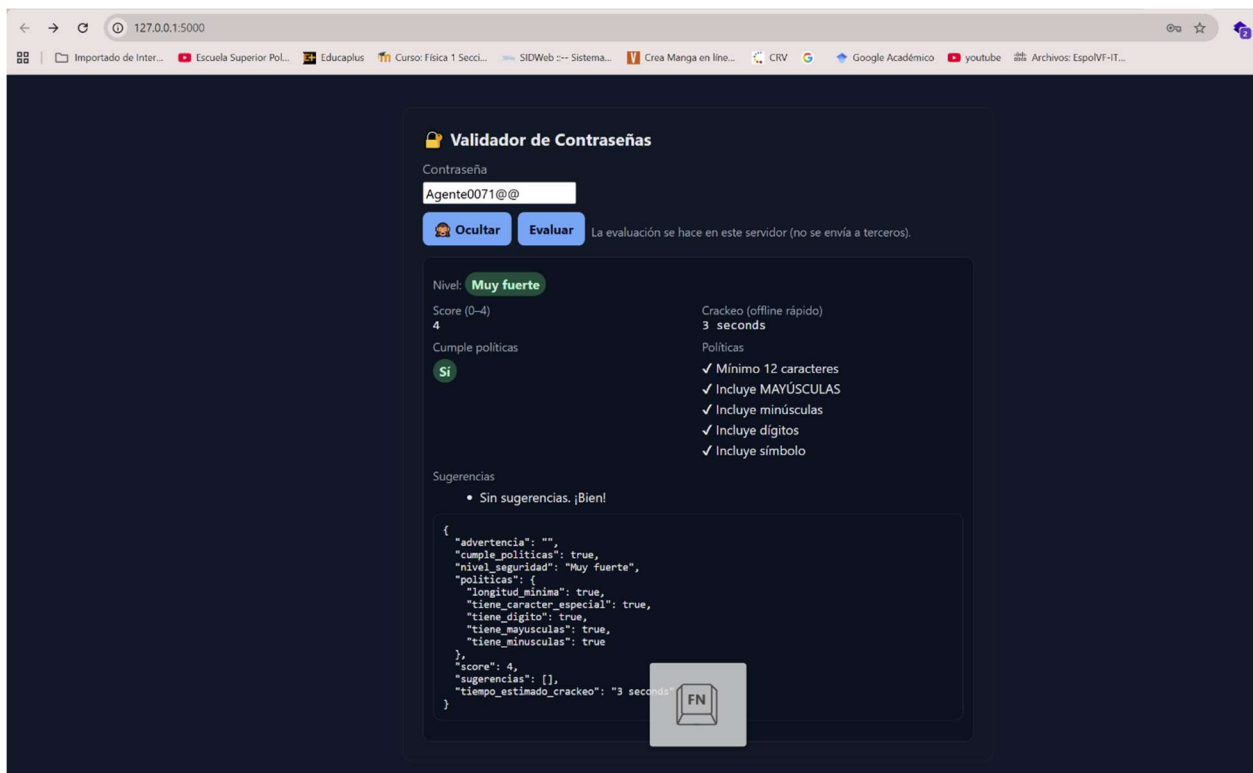 127.0.0.1:5000
Importado de Inter... Escuela Superior Pol... Educaplus Curso: Física 1 Secci... SIDWeb ::-- Sistema... Crea Manga en líne... CRV Google Académico youtube Archivos: EspolVF-IT...
Validador de Contraseñas
Contraseña
Agente0071@@
Ocultar Evaluar La evaluación se hace en este servidor (no se envía a terceros).
Nivel: Muy fuerte
Score (0–4) Crackeo (offline rápido)
4 3 seconds
Cumple políticas Políticas
Sí ✓ Mínimo 12 caracteres
✓ Incluye MAYÚSCULAS
✓ Incluye minúsculas
✓ Incluye dígitos
✓ Incluye símbolo
Sugerencias
• Sin sugerencias. ¡Bien!
{
"advertencia": "",
"cumple_politicas": true,
"nivel_seguridad": "Muy fuerte",
"politicas": {
"longitud_minima": true,
"tiene_caracter_especial": true,
"tiene_digito": true,
"tiene_mayusculas": true,
"tiene_minusculas": true
},
"score": 4,
"sugerencias": [],
"tiempo_estimado_crackeo": "3 seconds"
}
FN
2